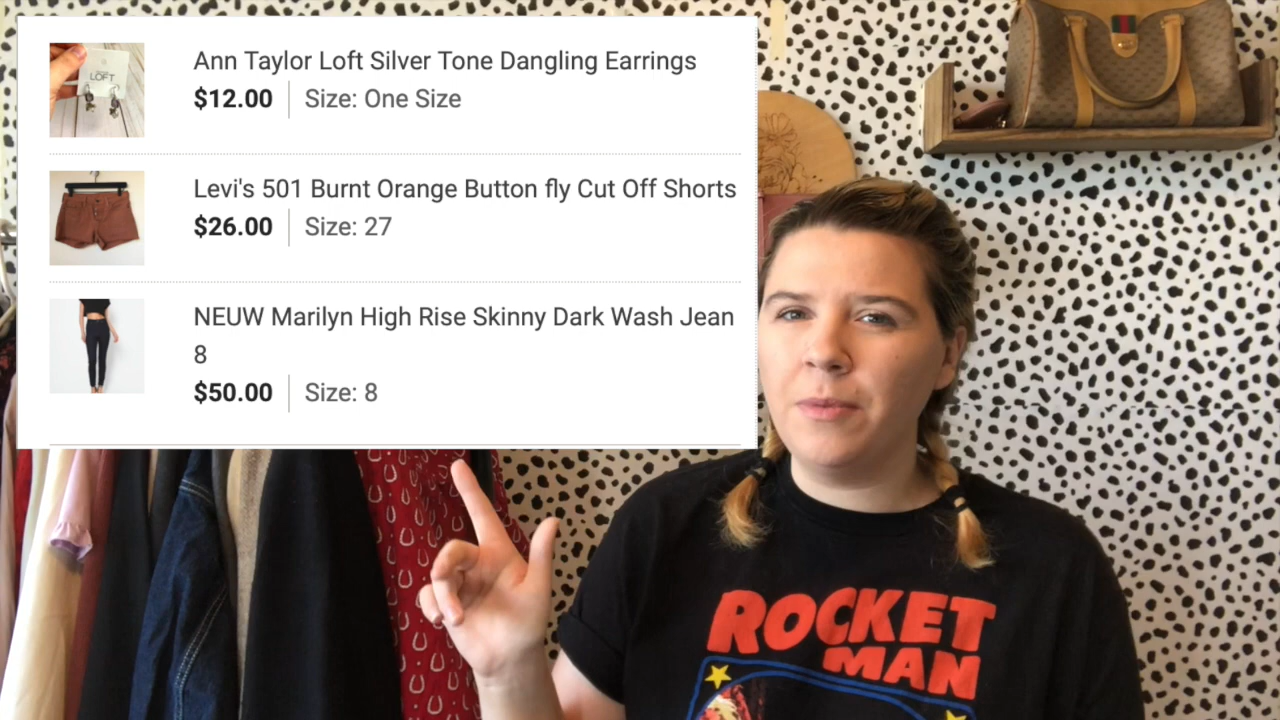 Ann Taylor Loft Silver Tone Dangling Earrings
$12.00 Size: One Size
LOFT
Levi's 501 Burnt Orange Button fly Cut Off Shorts
$26.00 Size: 27
NEUW Marilyn High Rise Skinny Dark Wash Jean
8
$50.00 Size: 8
ROCKET
MAN